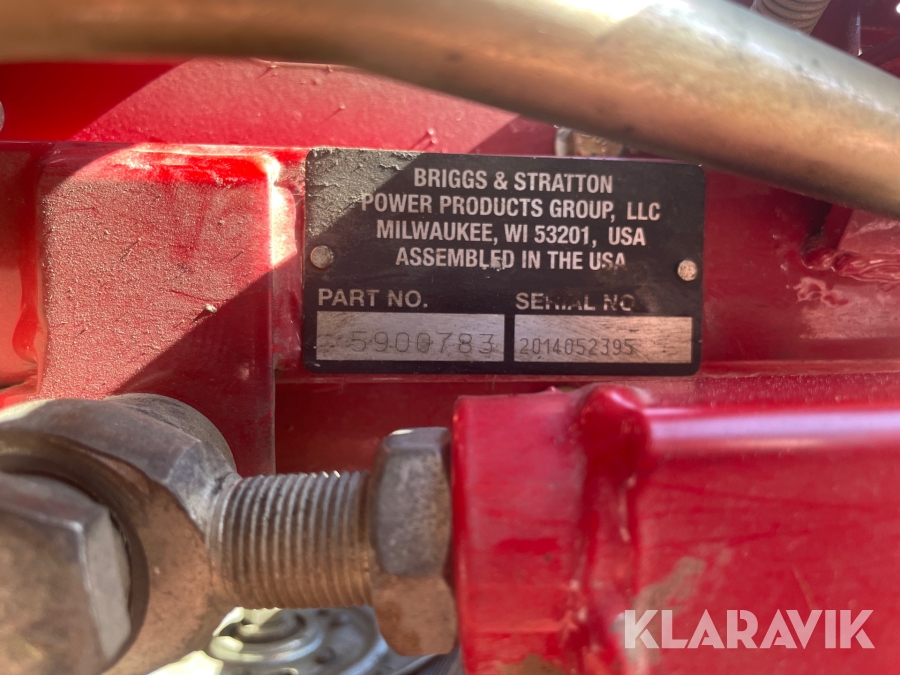 BRIGGS & STRATTON
POWER PRODUCTS GROUP, LLC
MILWAUKEE, WI 53201, USA
ASSEMBLED IN THE USA
PART NO. SERIAL NO.
5900783 2014052395
KLARAVIK